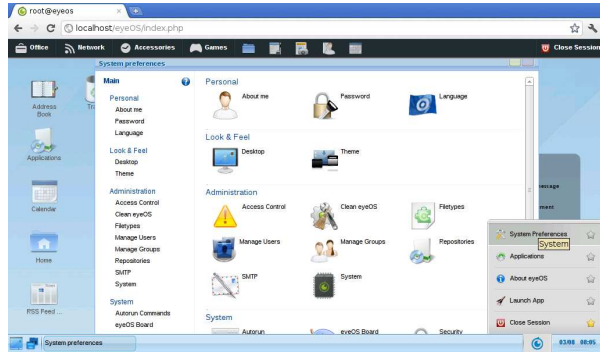 root@eyeos
localhost/eyeOS/index.php
Office Network Accessories Games Close Session
System preferences
Address Book
Applications
Calendar
Home
RSS Feed ...
Main
Personal
About me
Password
Language
Look & Feel
Desktop
Theme
Administration
Access Control
Clean eyeOS
Filetypes
Manage Users
Manage Groups
Repositories
SMTP
System
System
Autorun Commands
eyeOS Board
Personal
About me Password Language
Look & Feel
Desktop Theme
Administration
Access Control Clean eyeOS Filetypes
Manage Users Manage Groups Repositories
SMTP System
System
Autorun eyeOS Board Security
System Preferences
System
Applications
About eyeOS
Launch App
Close Session
System preferences
03/08 08:05